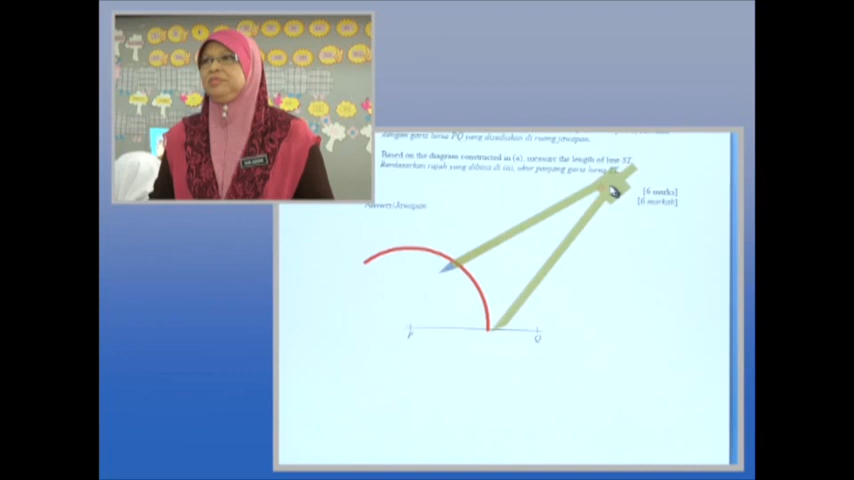 dengan garis lurus PQ yang disediakan di ruang jawapan.
Based on the diagram constructed in (a), measure the length of line ST.
Berdasarkan rajah yang dibina di (a), ukur panjang garis lurus ST.
[6 marks]
[6 markah]
Answer/Jawapan
P
Q